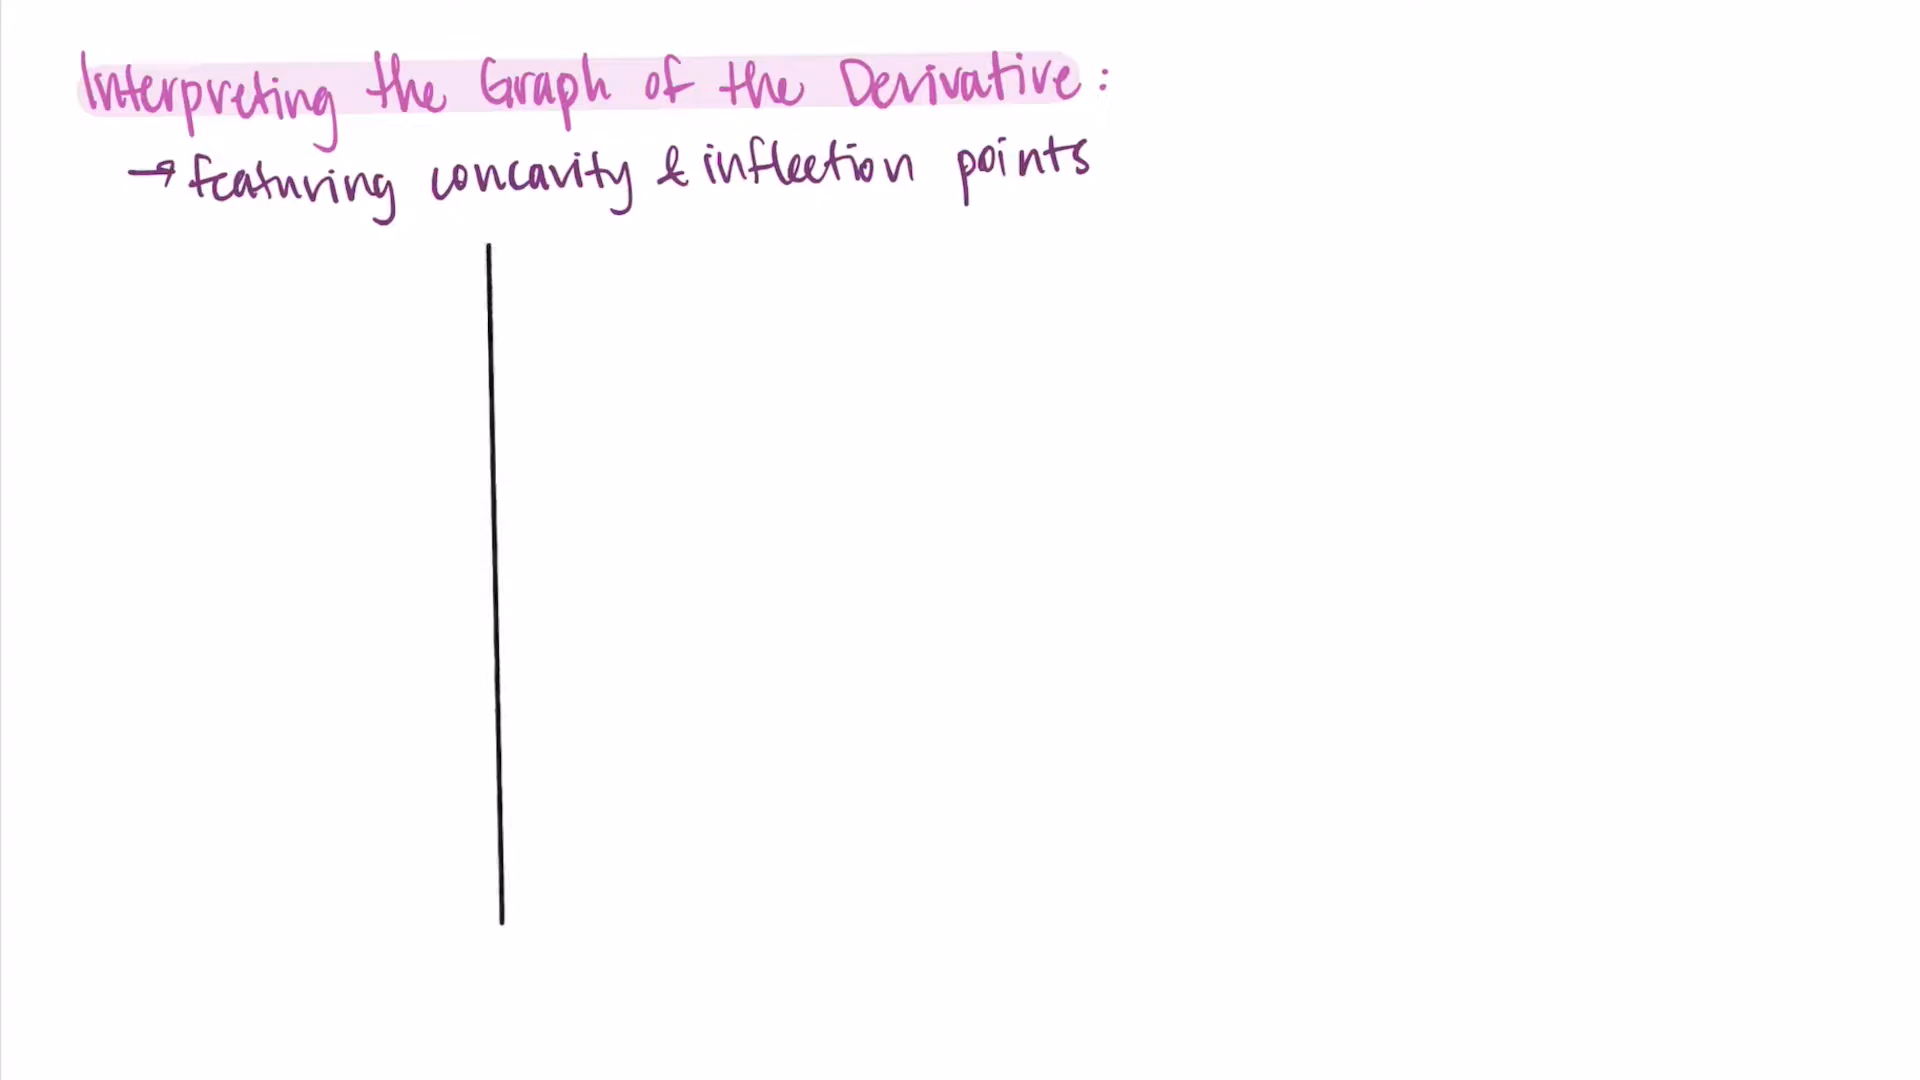 Interpreting the Graph of the Derivative:
→ featuring concavity & inflection points